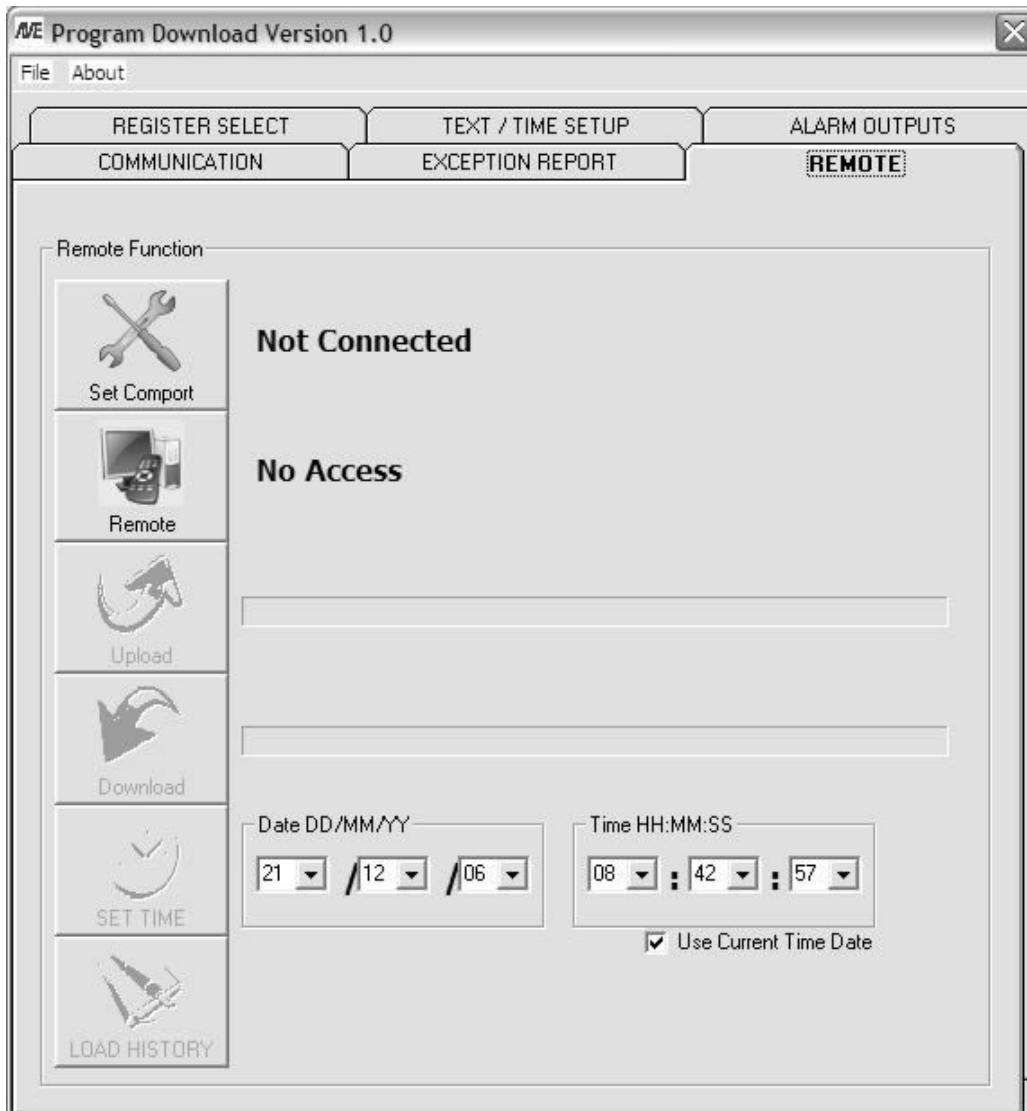 AVE Program Download Version 1.0
File About
REGISTER SELECT TEXT / TIME SETUP ALARM OUTPUTS
COMMUNICATION EXCEPTION REPORT REMOTE
Remote Function
Set Comport
Not Connected
Remote
No Access
Upload
Download
SET TIME
LOAD HISTORY
Date DD/MM/YY
21 / 12 / 06
Time HH:MM:SS
08 : 42 : 57
Use Current Time Date